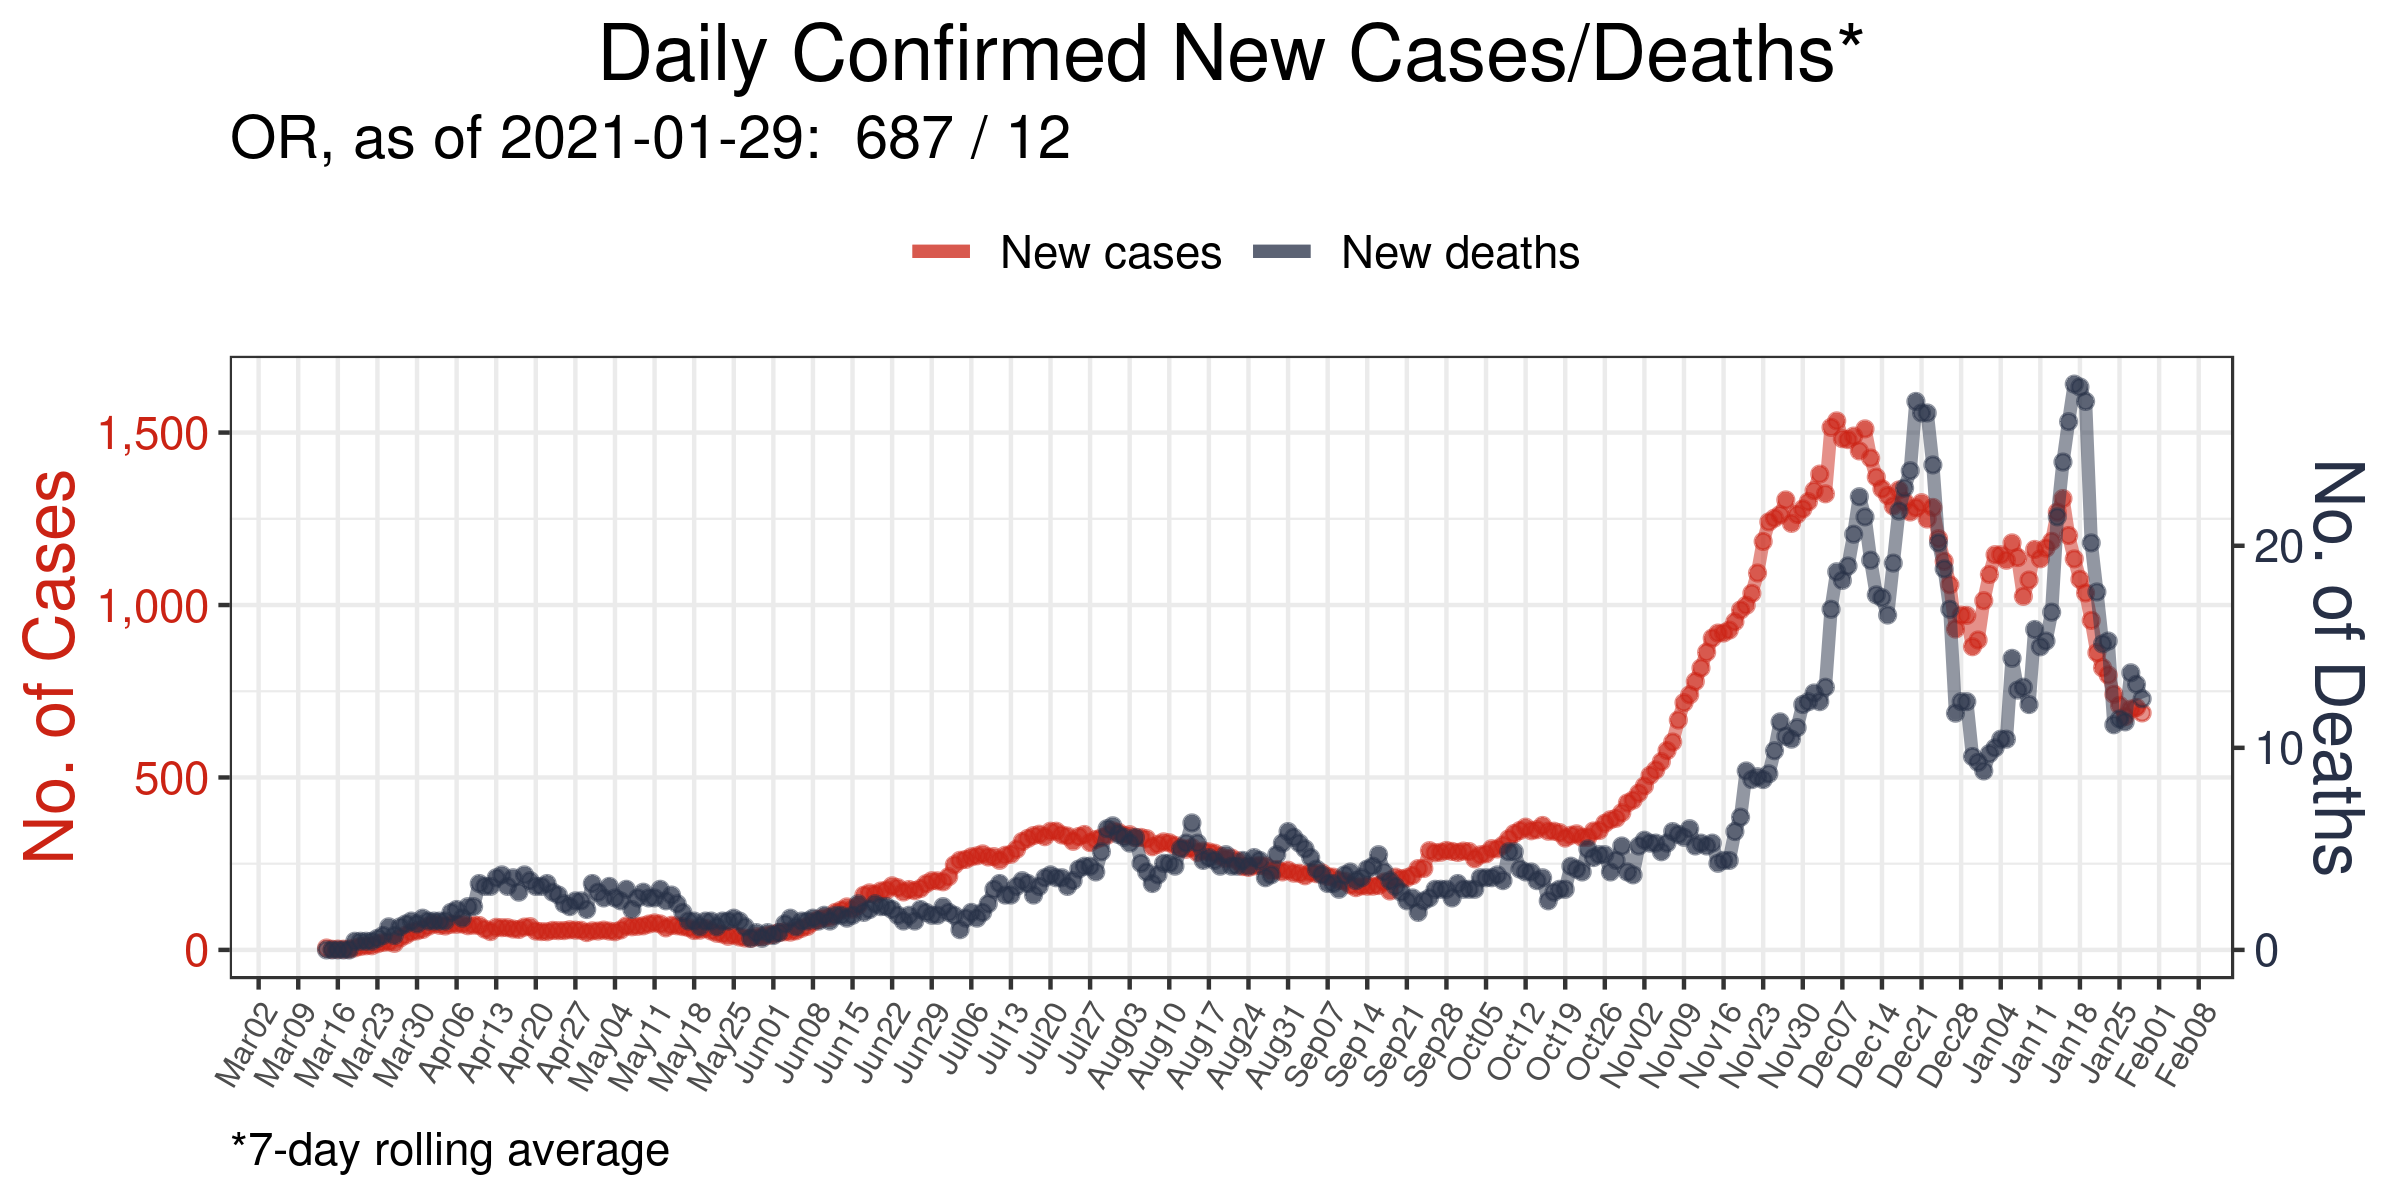 Daily Confirmed New Cases/Deaths*
OR, as of 2021-01-29:  687 / 12
New cases
New deaths
No. of Cases
1,500
1,000
500
0
No. of Deaths
20
10
0
Mar02
Mar09
Mar16
Mar23
Mar30
Apr06
Apr13
Apr20
Apr27
May04
May11
May18
May25
Jun01
Jun08
Jun15
Jun22
Jun29
Jul06
Jul13
Jul20
Jul27
Aug03
Aug10
Aug17
Aug24
Aug31
Sep07
Sep14
Sep21
Sep28
Oct05
Oct12
Oct19
Oct26
Nov02
Nov09
Nov16
Nov23
Nov30
Dec07
Dec14
Dec21
Dec28
Jan04
Jan11
Jan18
Jan25
Feb01
Feb08
*7-day rolling average